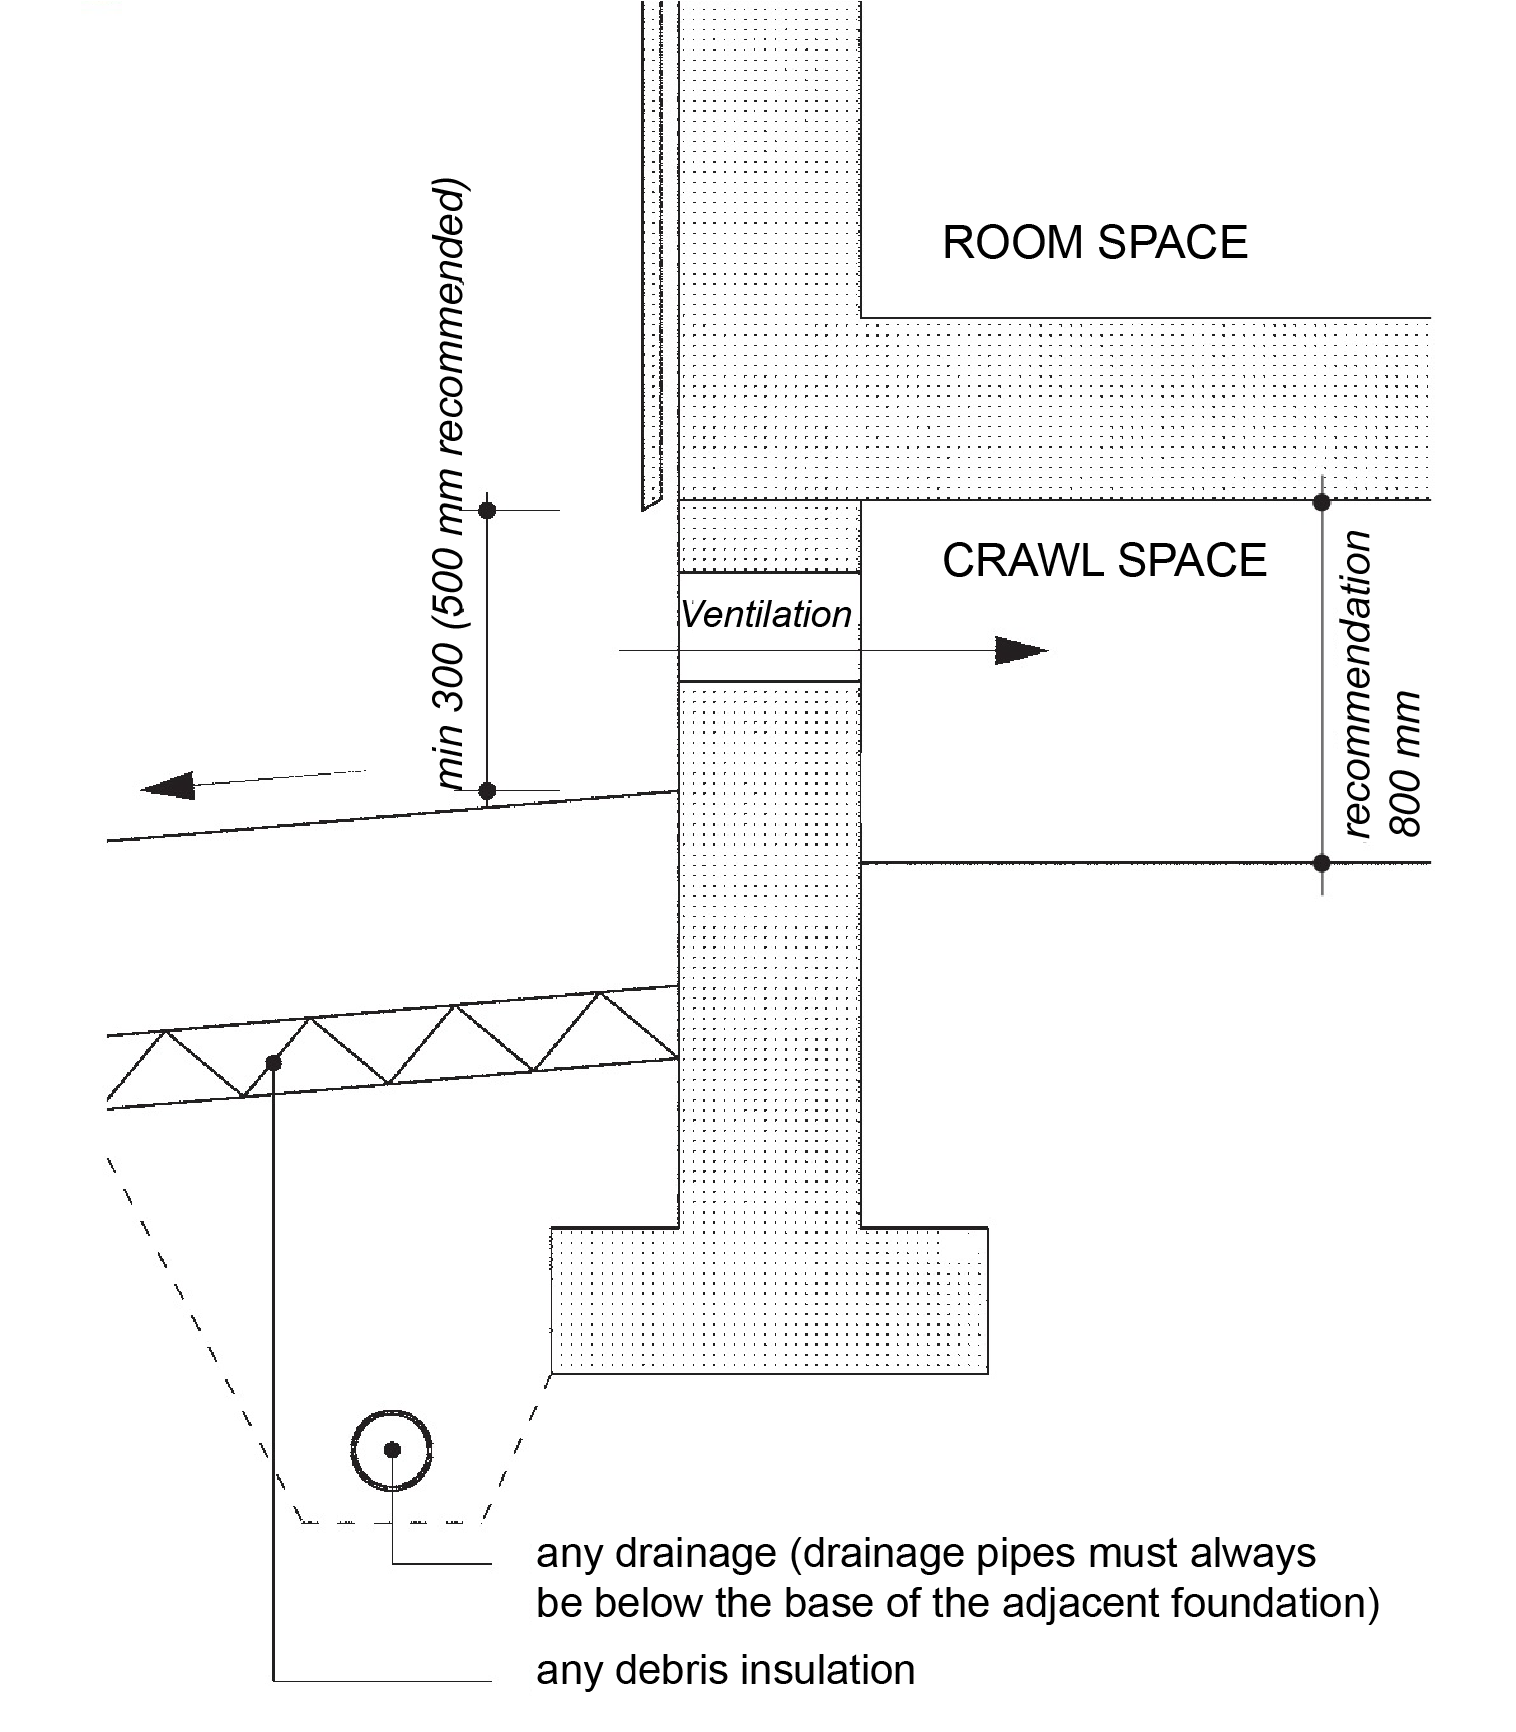 min 300 (500 mm recommended)
ROOM SPACE
CRAWL SPACE
Ventilation
recommendation
800 mm
any drainage (drainage pipes must always
be below the base of the adjacent foundation)
any debris insulation